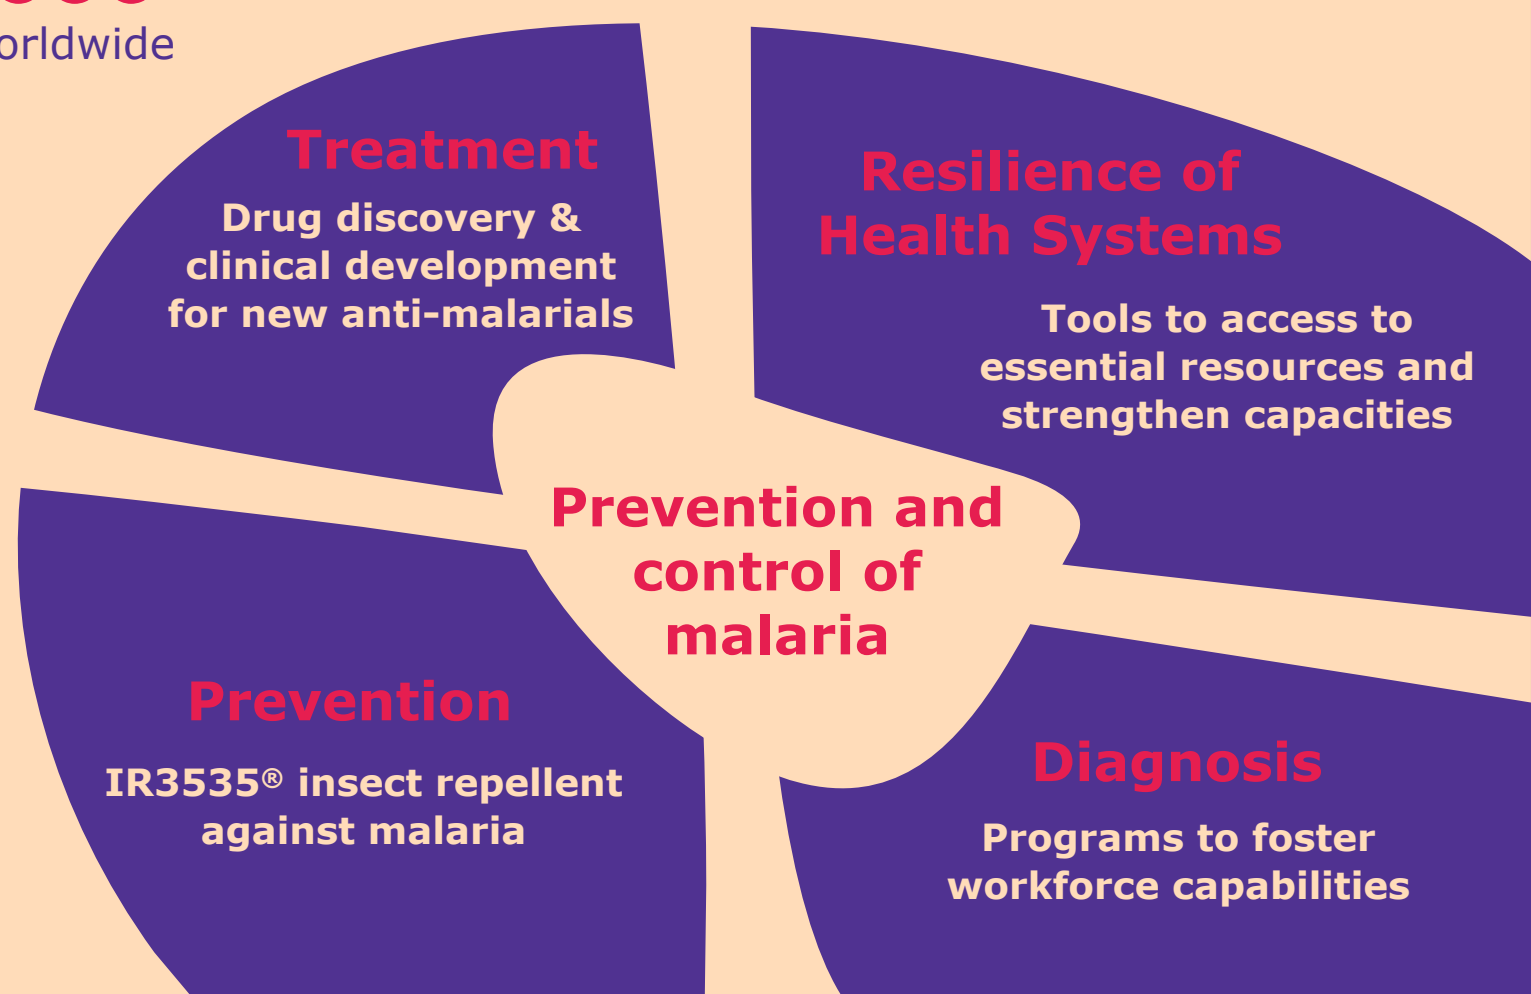 Treatment
Drug discovery &
clinical development
for new anti-malarials
Resilience of
Health Systems
Tools to access to
essential resources and
strengthen capacities
Prevention and
control of
malaria
Prevention
IR3535® insect repellent
against malaria
Diagnosis
Programs to foster
workforce capabilities